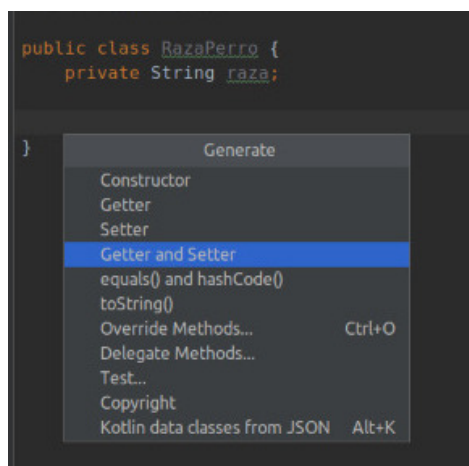 public class RazaPerro {
private String raza;
}
Generate
Constructor
Getter
Setter
Getter and Setter
equals() and hashCode()
toString()
Override Methods... Ctrl+O
Delegate Methods...
Test...
Copyright
Kotlin data classes from JSON Alt+K